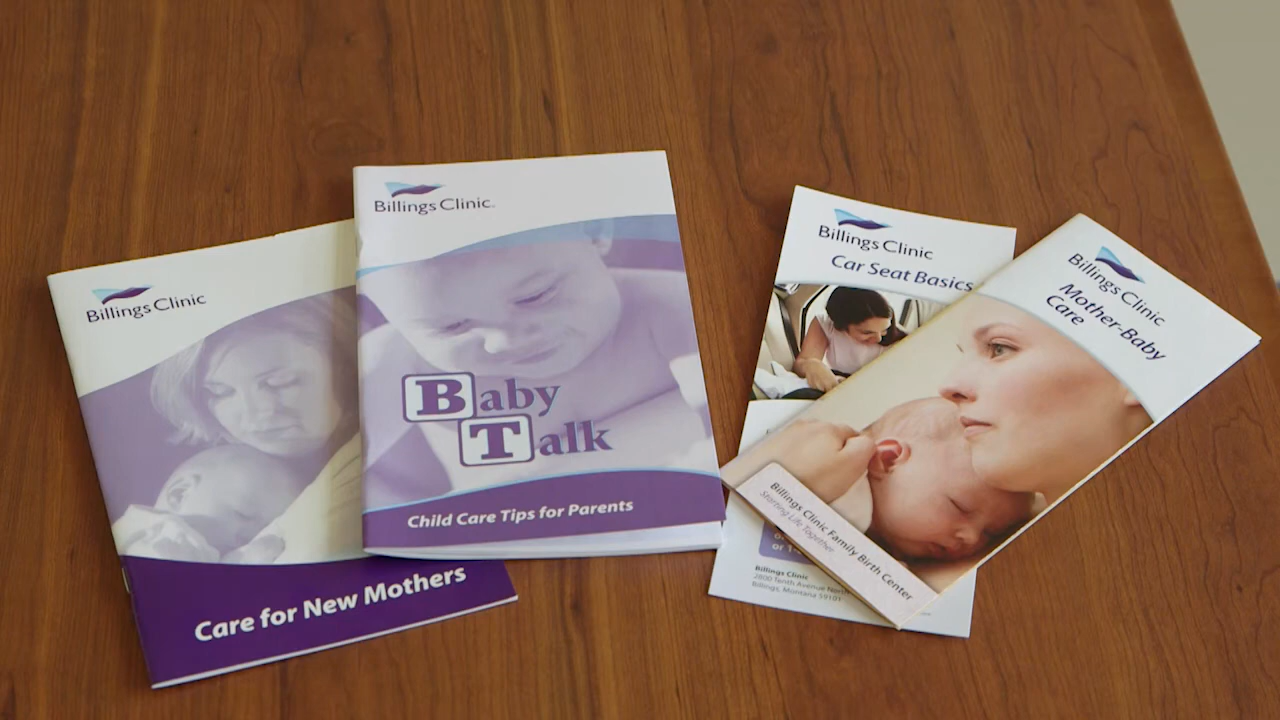 Billings Clinic
Care for New Mothers
Billings Clinic
Baby
Talk
Child Care Tips for Parents
Billings Clinic
Car Seat Basics
Billings Clinic
2800 Tenth Avenue North
Billings, Montana 59101
Billings Clinic
Mother-Baby
Care
Billings Clinic Family Birth Center
Starting Life Together